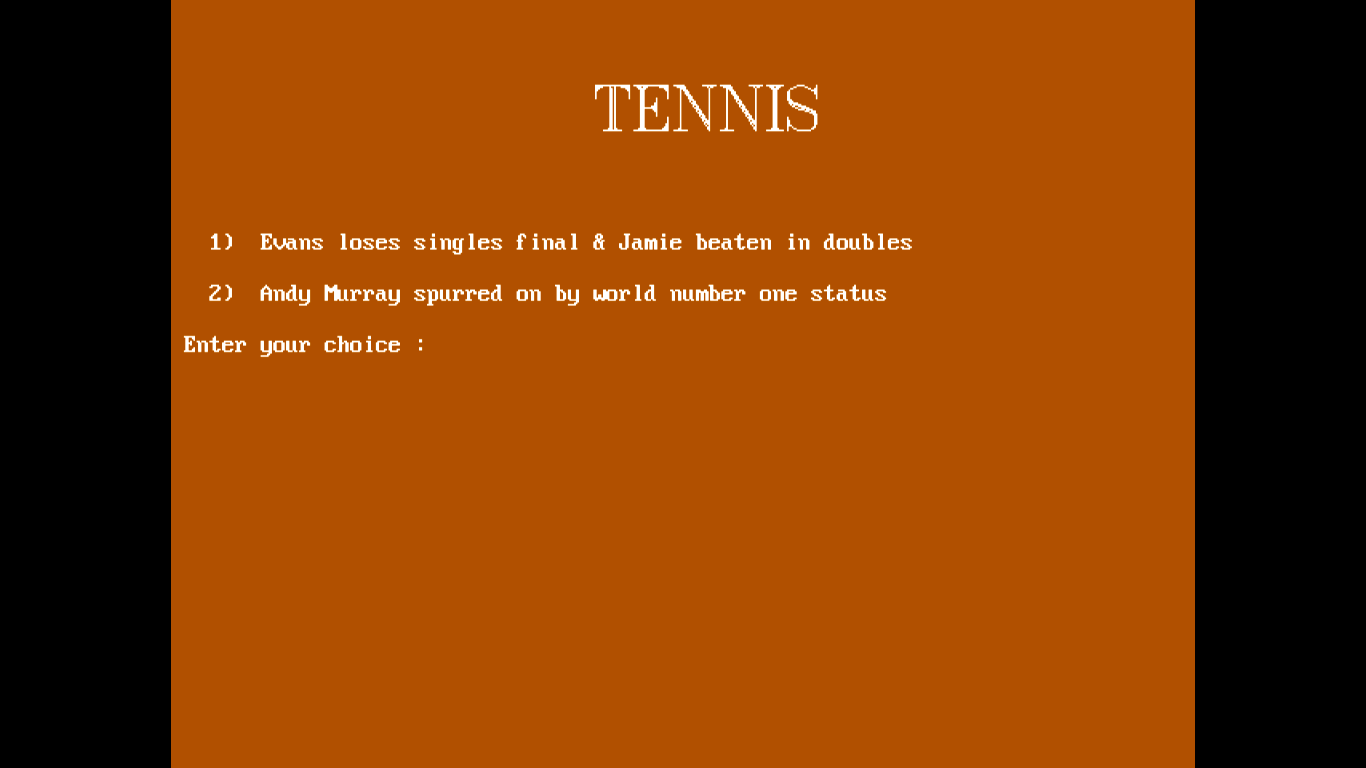 TENNIS
1) Evans loses singles final & Jamie beaten in doubles
2) Andy Murray spurred on by world number one status
Enter your choice :